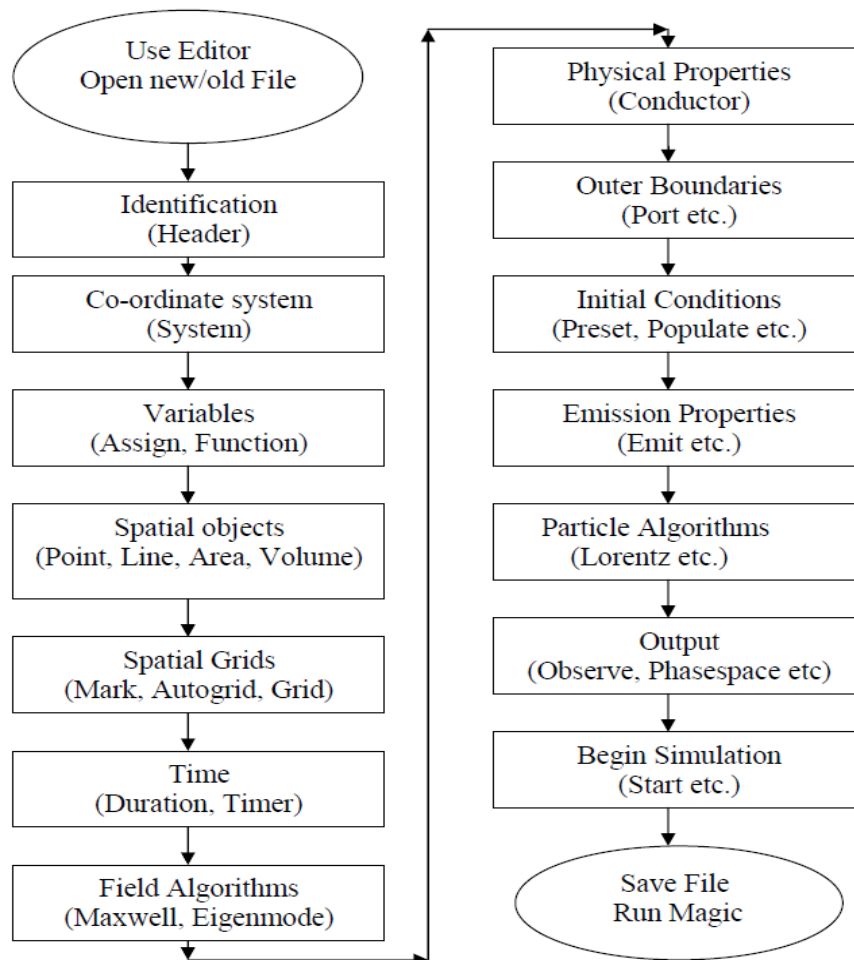 Use Editor
Open new/old File
Identification
(Header)
Co-ordinate system
(System)
Variables
(Assign, Function)
Spatial objects
(Point, Line, Area, Volume)
Spatial Grids
(Mark, Autogrid, Grid)
Time
(Duration, Timer)
Field Algorithms
(Maxwell, Eigenmode)
Physical Properties
(Conductor)
Outer Boundaries
(Port etc.)
Initial Conditions
(Preset, Populate etc.)
Emission Properties
(Emit etc.)
Particle Algorithms
(Lorentz etc.)
Output
(Observe, Phasespace etc)
Begin Simulation
(Start etc.)
Save File
Run Magic